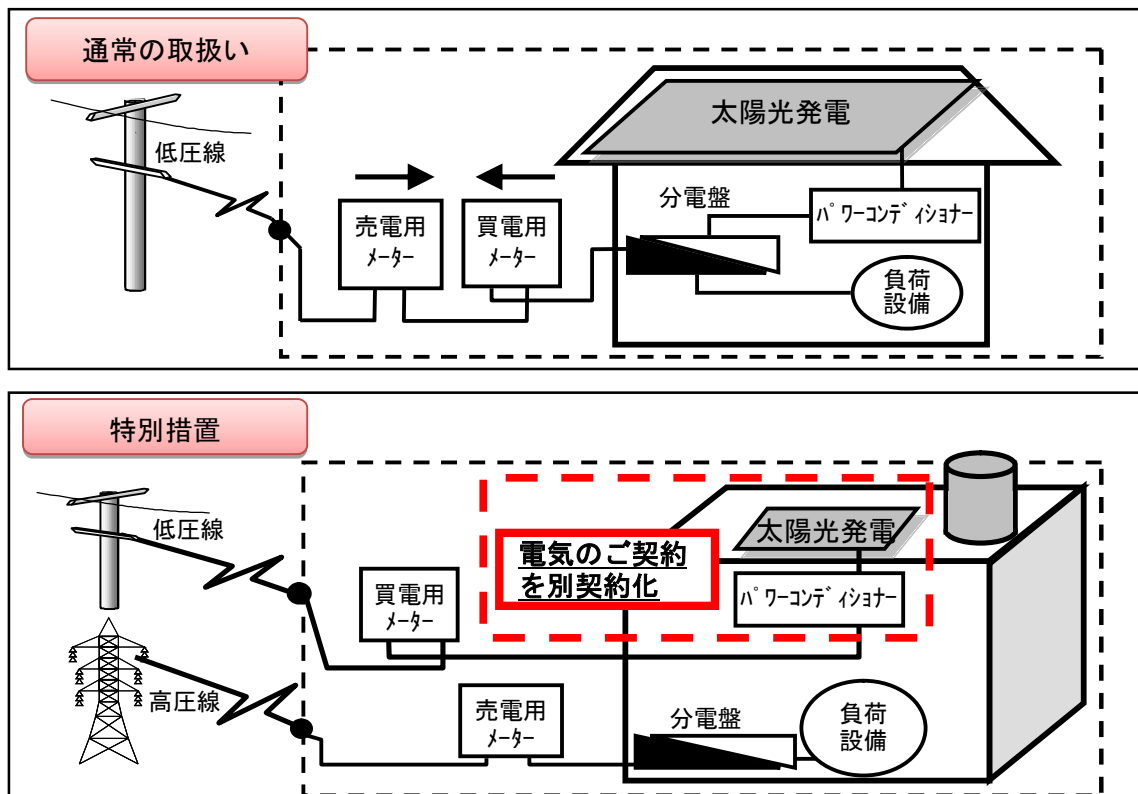 通常の取扱い
太陽光発電
低圧線
分電盤
売電用
ﾒｰﾀｰ
買電用
ﾒｰﾀｰ
ﾊﾟﾜｰｺﾝﾃﾞｨｼｮﾅｰ
負荷
設備
特別措置
低圧線
太陽光発電
電気のご契約
を別契約化
買電用
ﾒｰﾀｰ
ﾊﾟﾜｰｺﾝﾃﾞｨｼｮﾅｰ
高圧線
売電用
ﾒｰﾀｰ
分電盤
負荷
設備